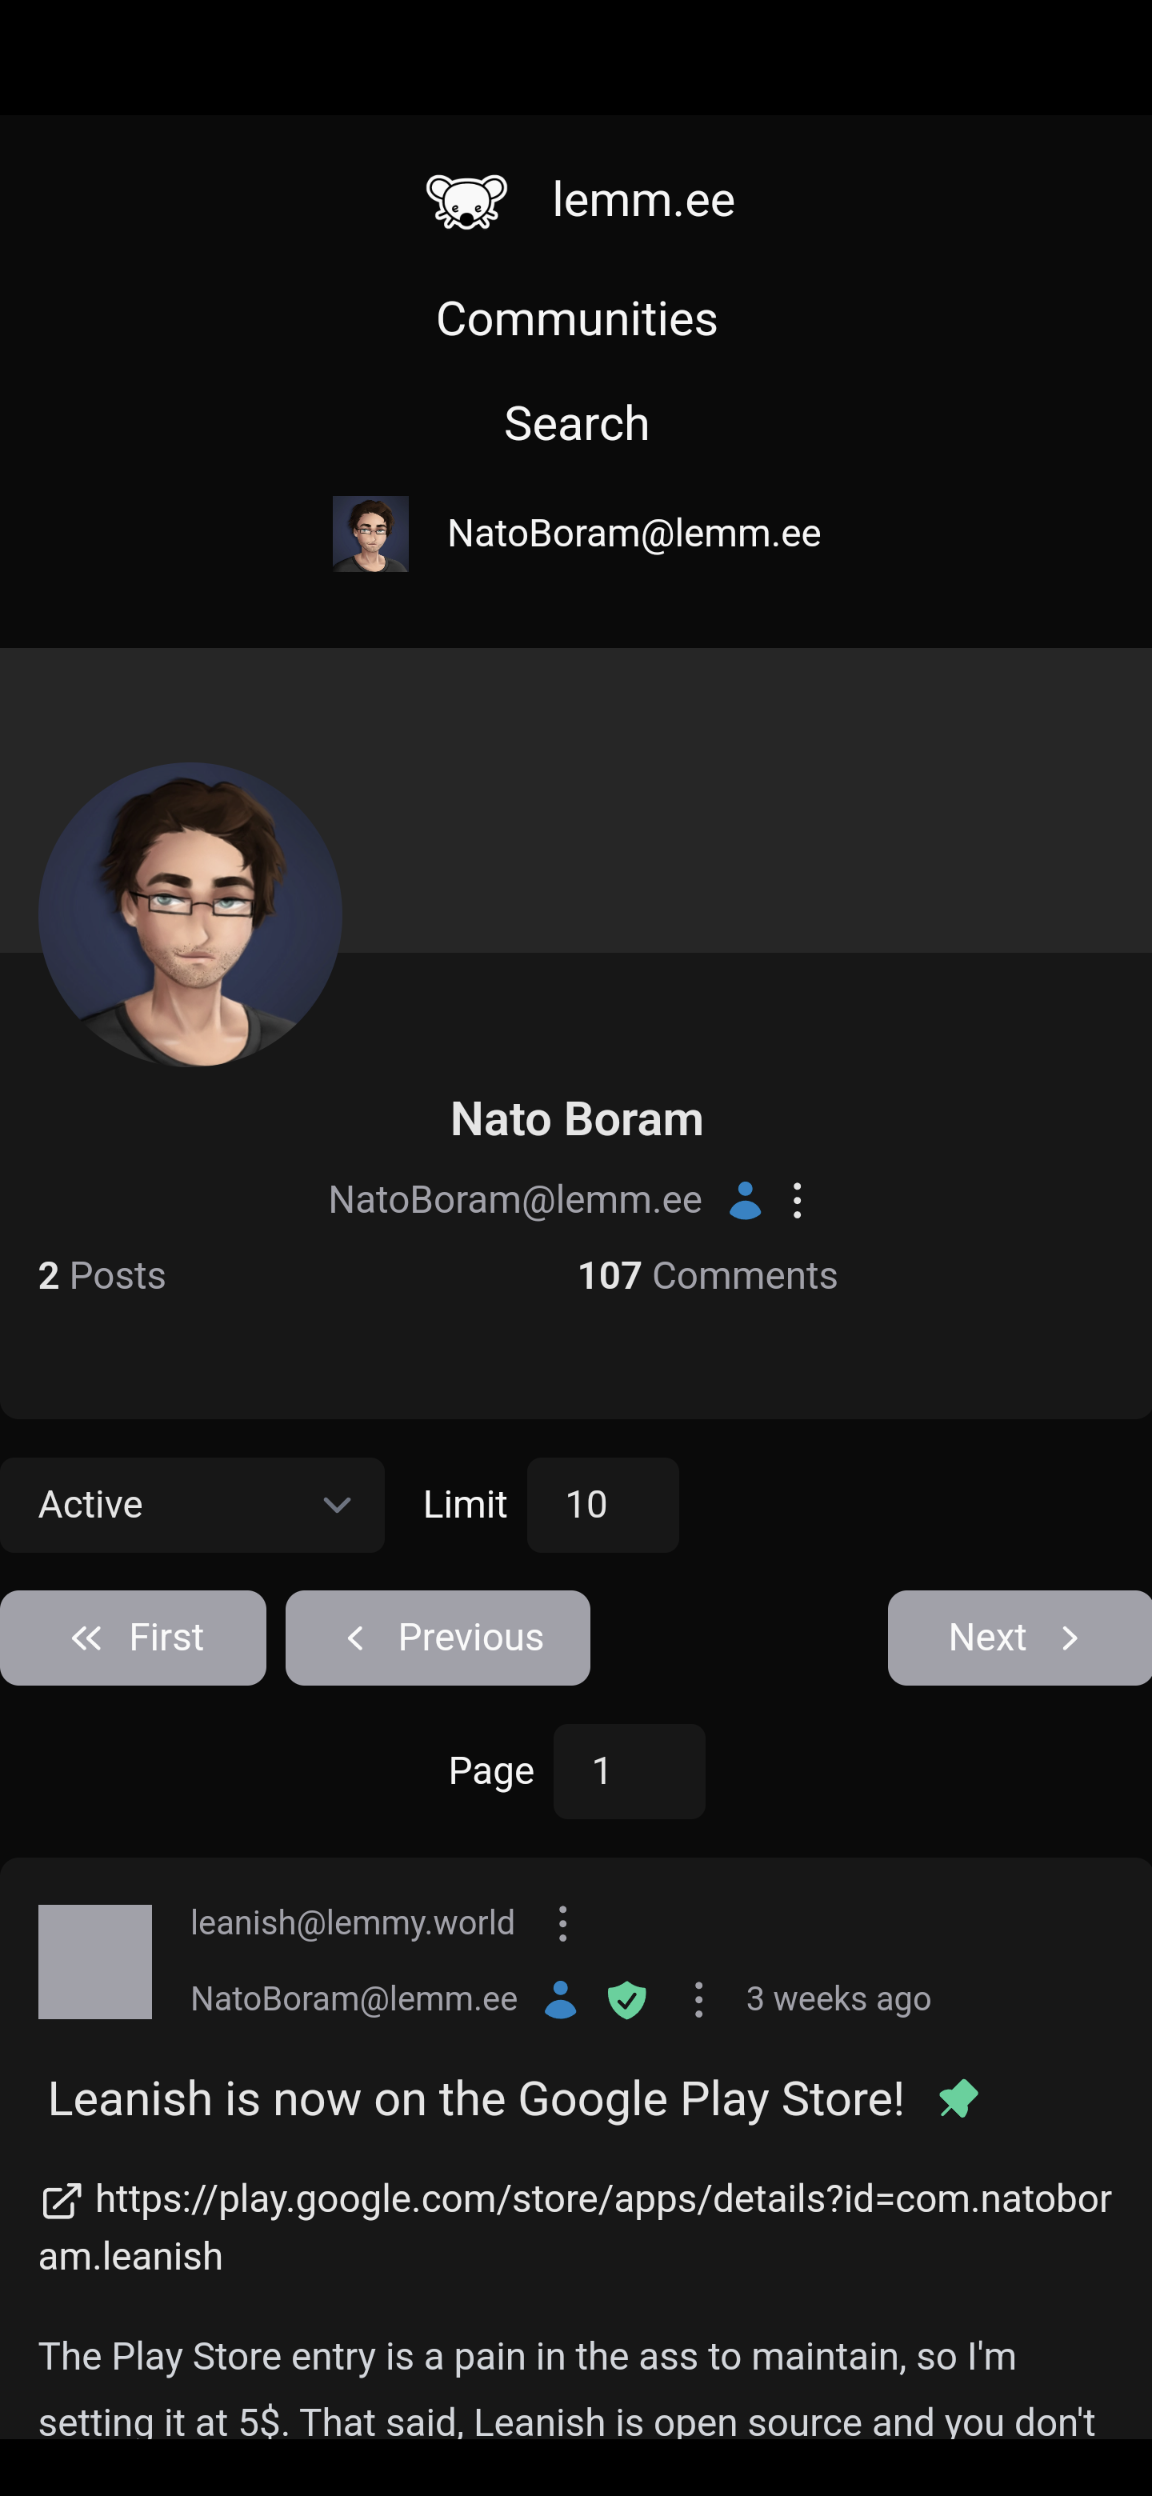 lemm.ee
Communities
Search
NatoBoram@lemm.ee
Nato Boram
NatoBoram@lemm.ee
2 Posts 107 Comments
Active Limit 10
First Previous Next
Page 1
leanish@lemmy.world
NatoBoram@lemm.ee 3 weeks ago
Leanish is now on the Google Play Store!
https://play.google.com/store/apps/details?id=com.natobor
am.leanish
The Play Store entry is a pain in the ass to maintain, so I'm
setting it at 5$. That said, Leanish is open source and you don't